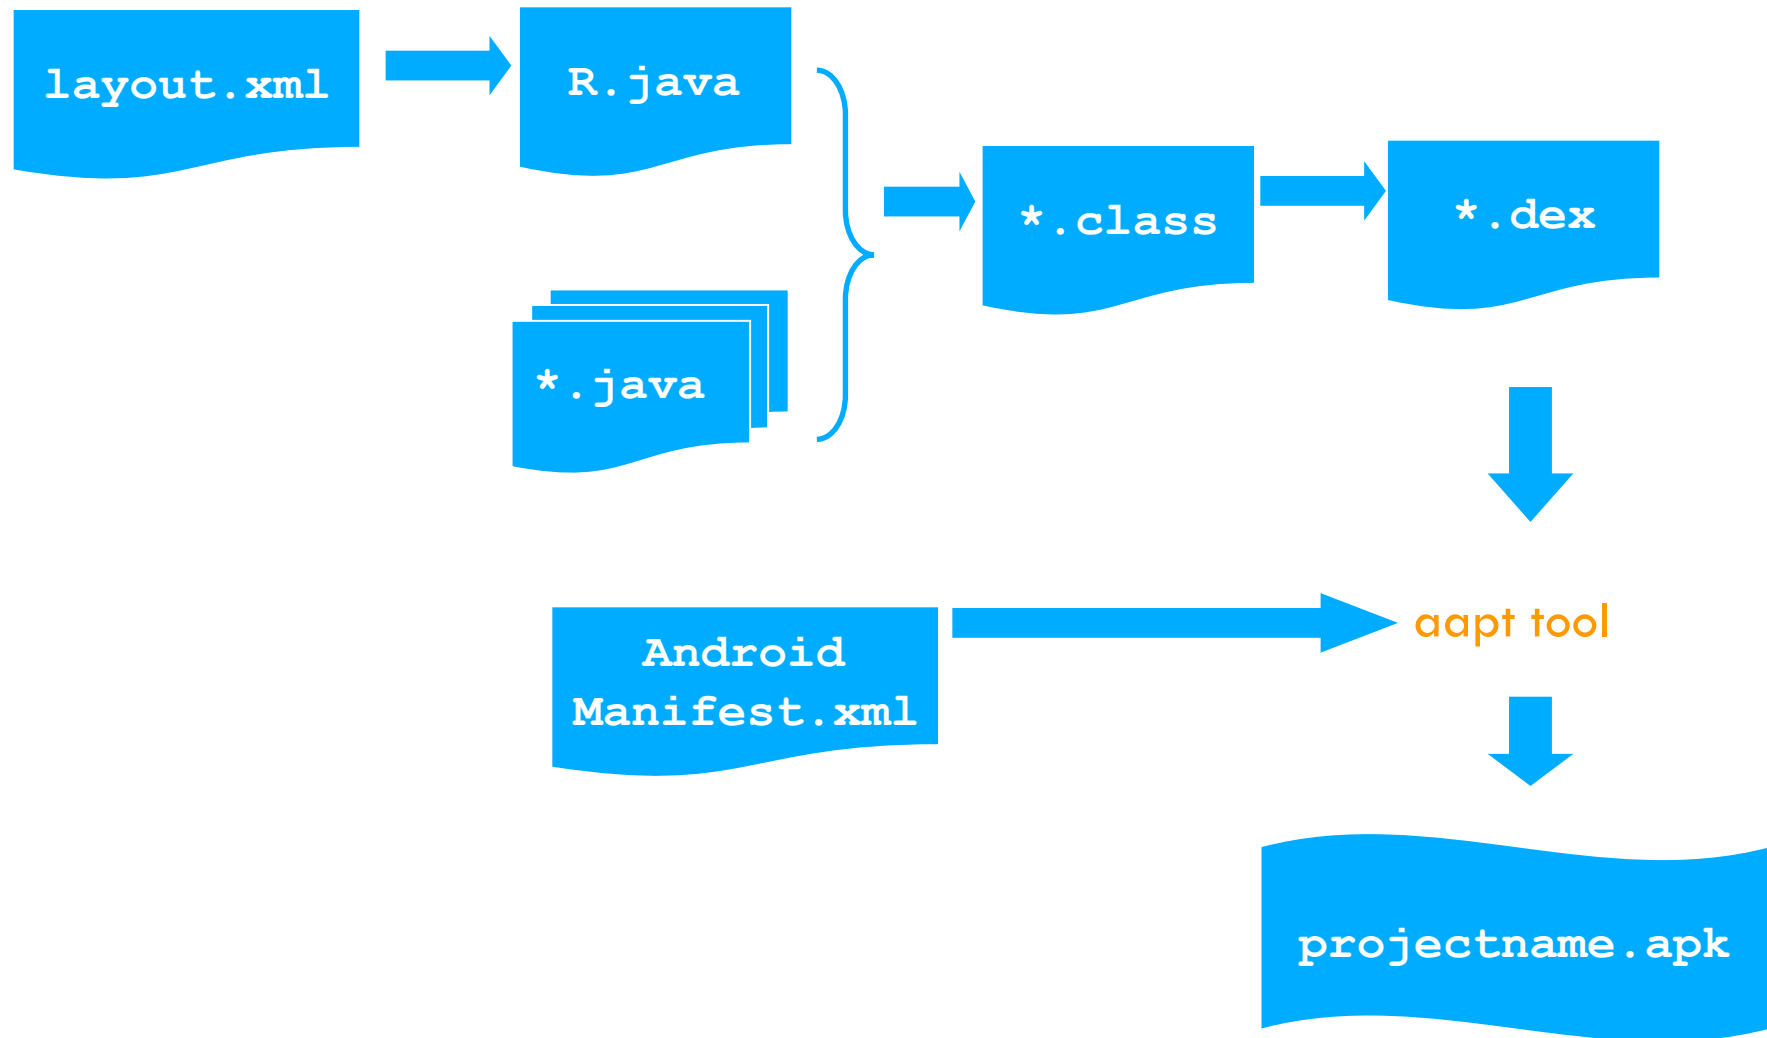 layout.xml
R.java
*.class
*.dex
*.java
Android
Manifest.xml
aapt tool
projectname.apk